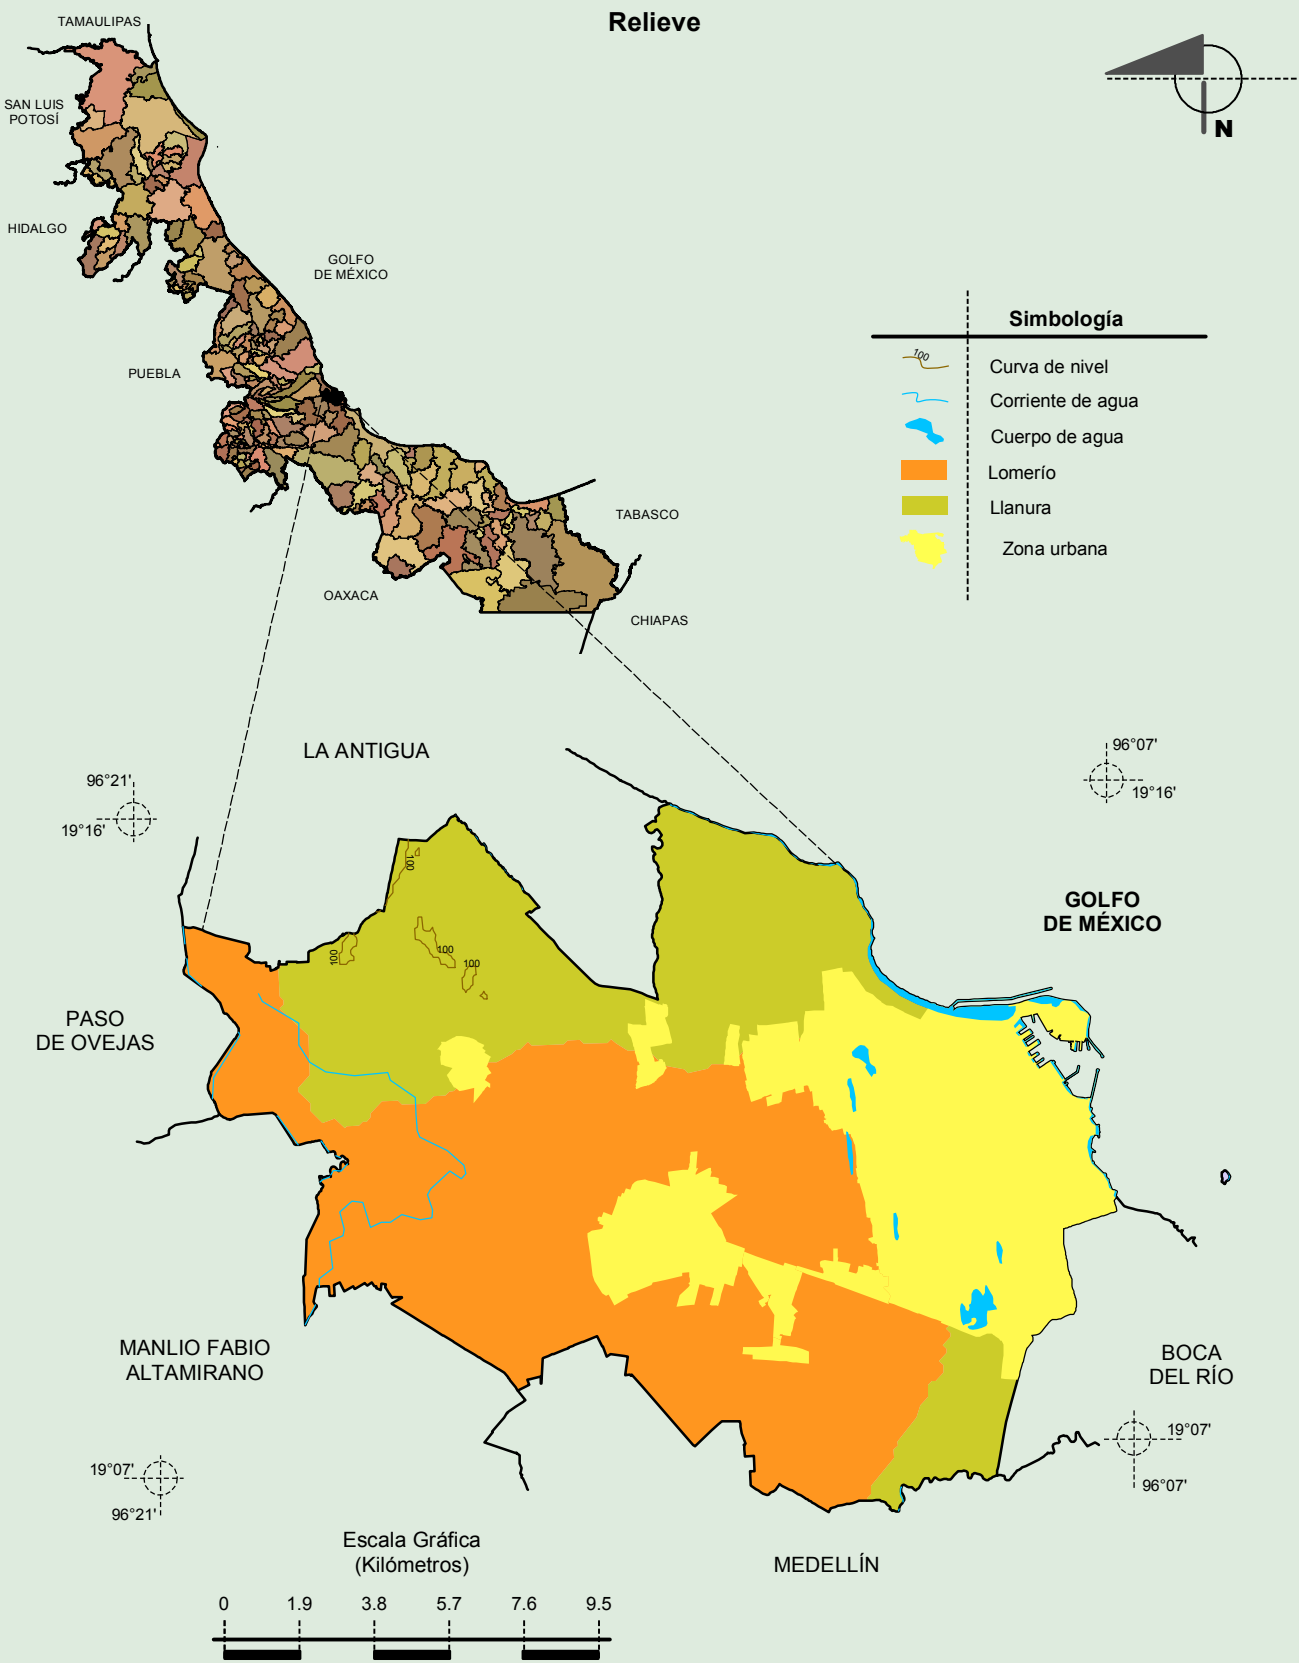 Relieve
TAMAULIPAS
SAN LUIS
POTOSÍ
HIDALGO
GOLFO
DE MÉXICO
PUEBLA
TABASCO
OAXACA
CHIAPAS
N
Simbología
100
Curva de nivel
Corriente de agua
Cuerpo de agua
Lomerío
Llanura
Zona urbana
LA ANTIGUA
96°21'
19°16'
96°07'
19°16'
100
100
100
100
GOLFO
DE MÉXICO
PASO
DE OVEJAS
MANLIO FABIO
ALTAMIRANO
BOCA
DEL RÍO
19°07'
96°21'
19°07'
96°07'
MEDELLÍN
Escala Gráfica
(Kilómetros)
0 1.9 3.8 5.7 7.6 9.5